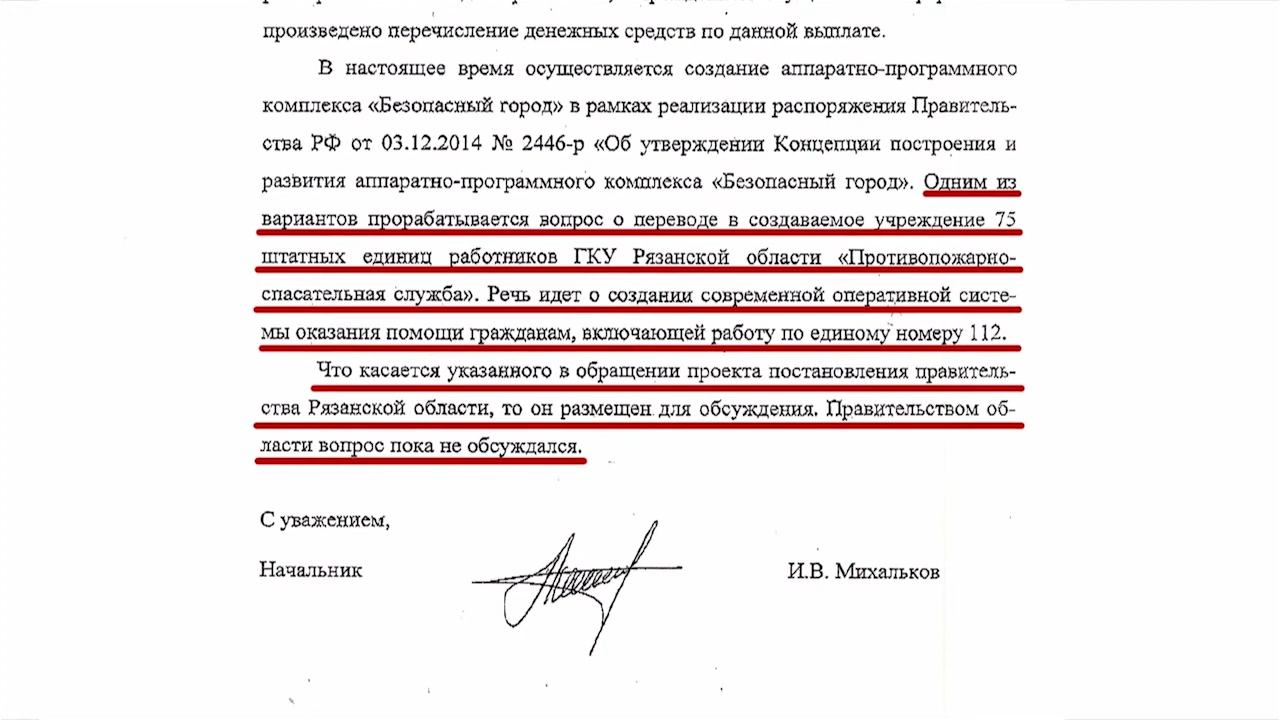 произведено перечисление денежных средств по данной выплате.
В настоящее время осуществляется создание аппаратно-программного
комплекса «Безопасный город» в рамках реализации распоряжения Правитель-
ства РФ от 03.12.2014 № 2446-р «Об утверждении Концепции построения и
развития аппаратно-программного комплекса «Безопасный город». Одним из
вариантов прорабатывается вопрос о переводе в создаваемое учреждение 75
штатных единиц работников ГКУ Рязанской области «Противопожарно-
спасательная служба». Речь идет о создании современной оперативной систе-
мы оказания помощи гражданам, включающей работу по единому номеру 112.
Что касается указанного в обращении проекта постановления правитель-
ства Рязанской области, то он размещен для обсуждения. Правительством об-
ласти вопрос пока не обсуждался.
С уважением,
Начальник
И.В. Михальков